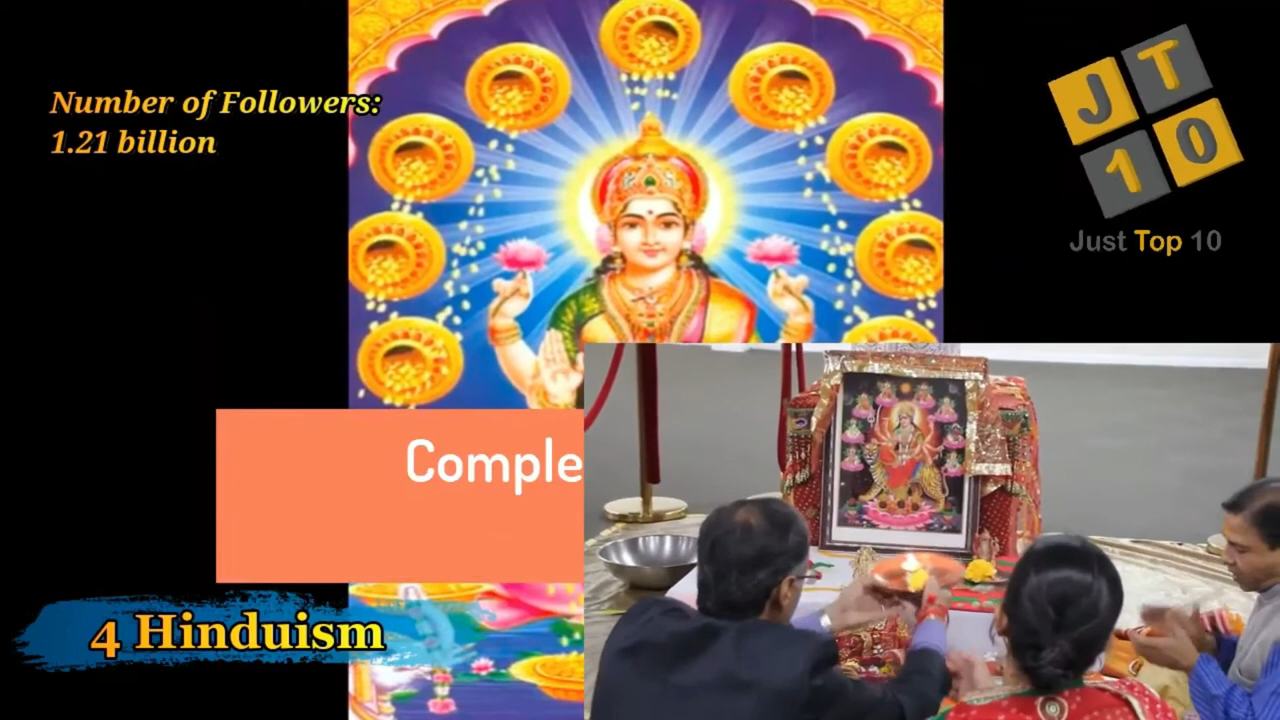 Number of Followers:
1.21 billion
J T
1 0
Just Top 10
Comple
4 Hinduism